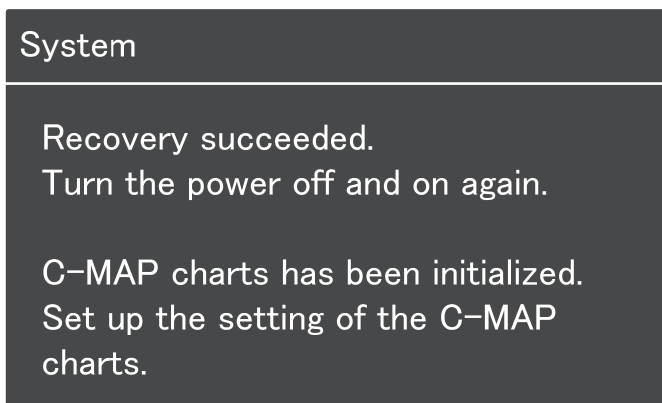 System
Recovery succeeded.
Turn the power off and on again.
C-MAP charts has been initialized.
Set up the setting of the C-MAP
charts.